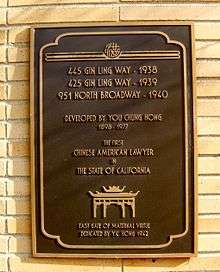 445 GIN LING WAY - 1938
425 GIN LING WAY - 1939
951 NORTH BROADWAY - 1940
DEVELOPED BY YOU CHUNG HONG
1898 - 1977
THE FIRST
CHINESE AMERICAN LAWYER
IN
THE STATE OF CALIFORNIA
EAST GATE OF MATERNAL VIRTUE
DEDICATED BY Y.C. HONG 1942